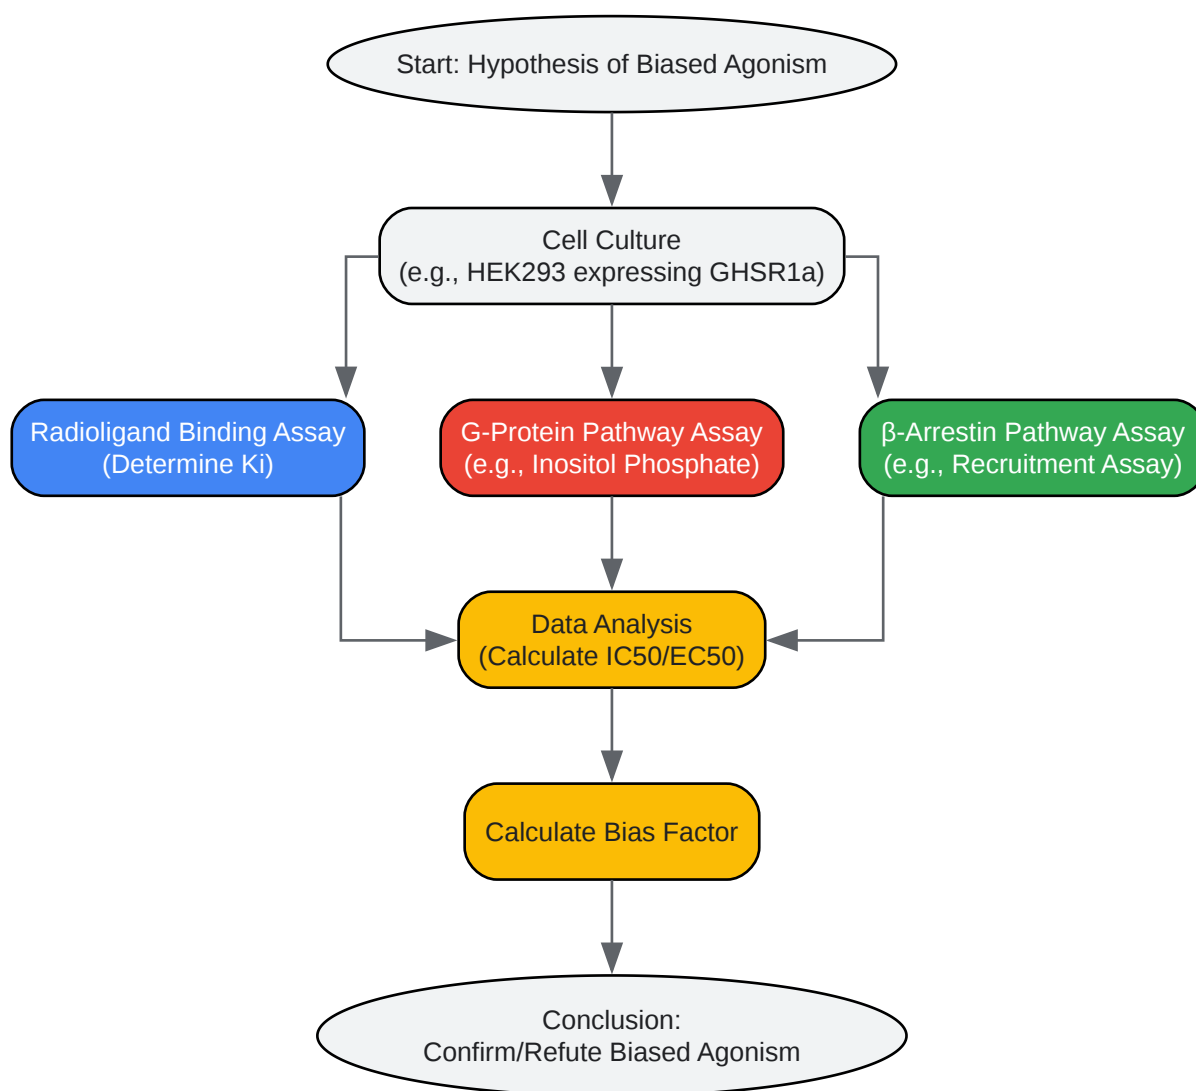 Start: Hypothesis of Biased Agonism
Cell Culture
(e.g., HEK293 expressing GHSR1a)
Radioligand Binding Assay
(Determine Ki)
G-Protein Pathway Assay
(e.g., Inositol Phosphate)
β-Arrestin Pathway Assay
(e.g., Recruitment Assay)
Data Analysis
(Calculate IC50/EC50)
Calculate Bias Factor
Conclusion:
Confirm/Refute Biased Agonism